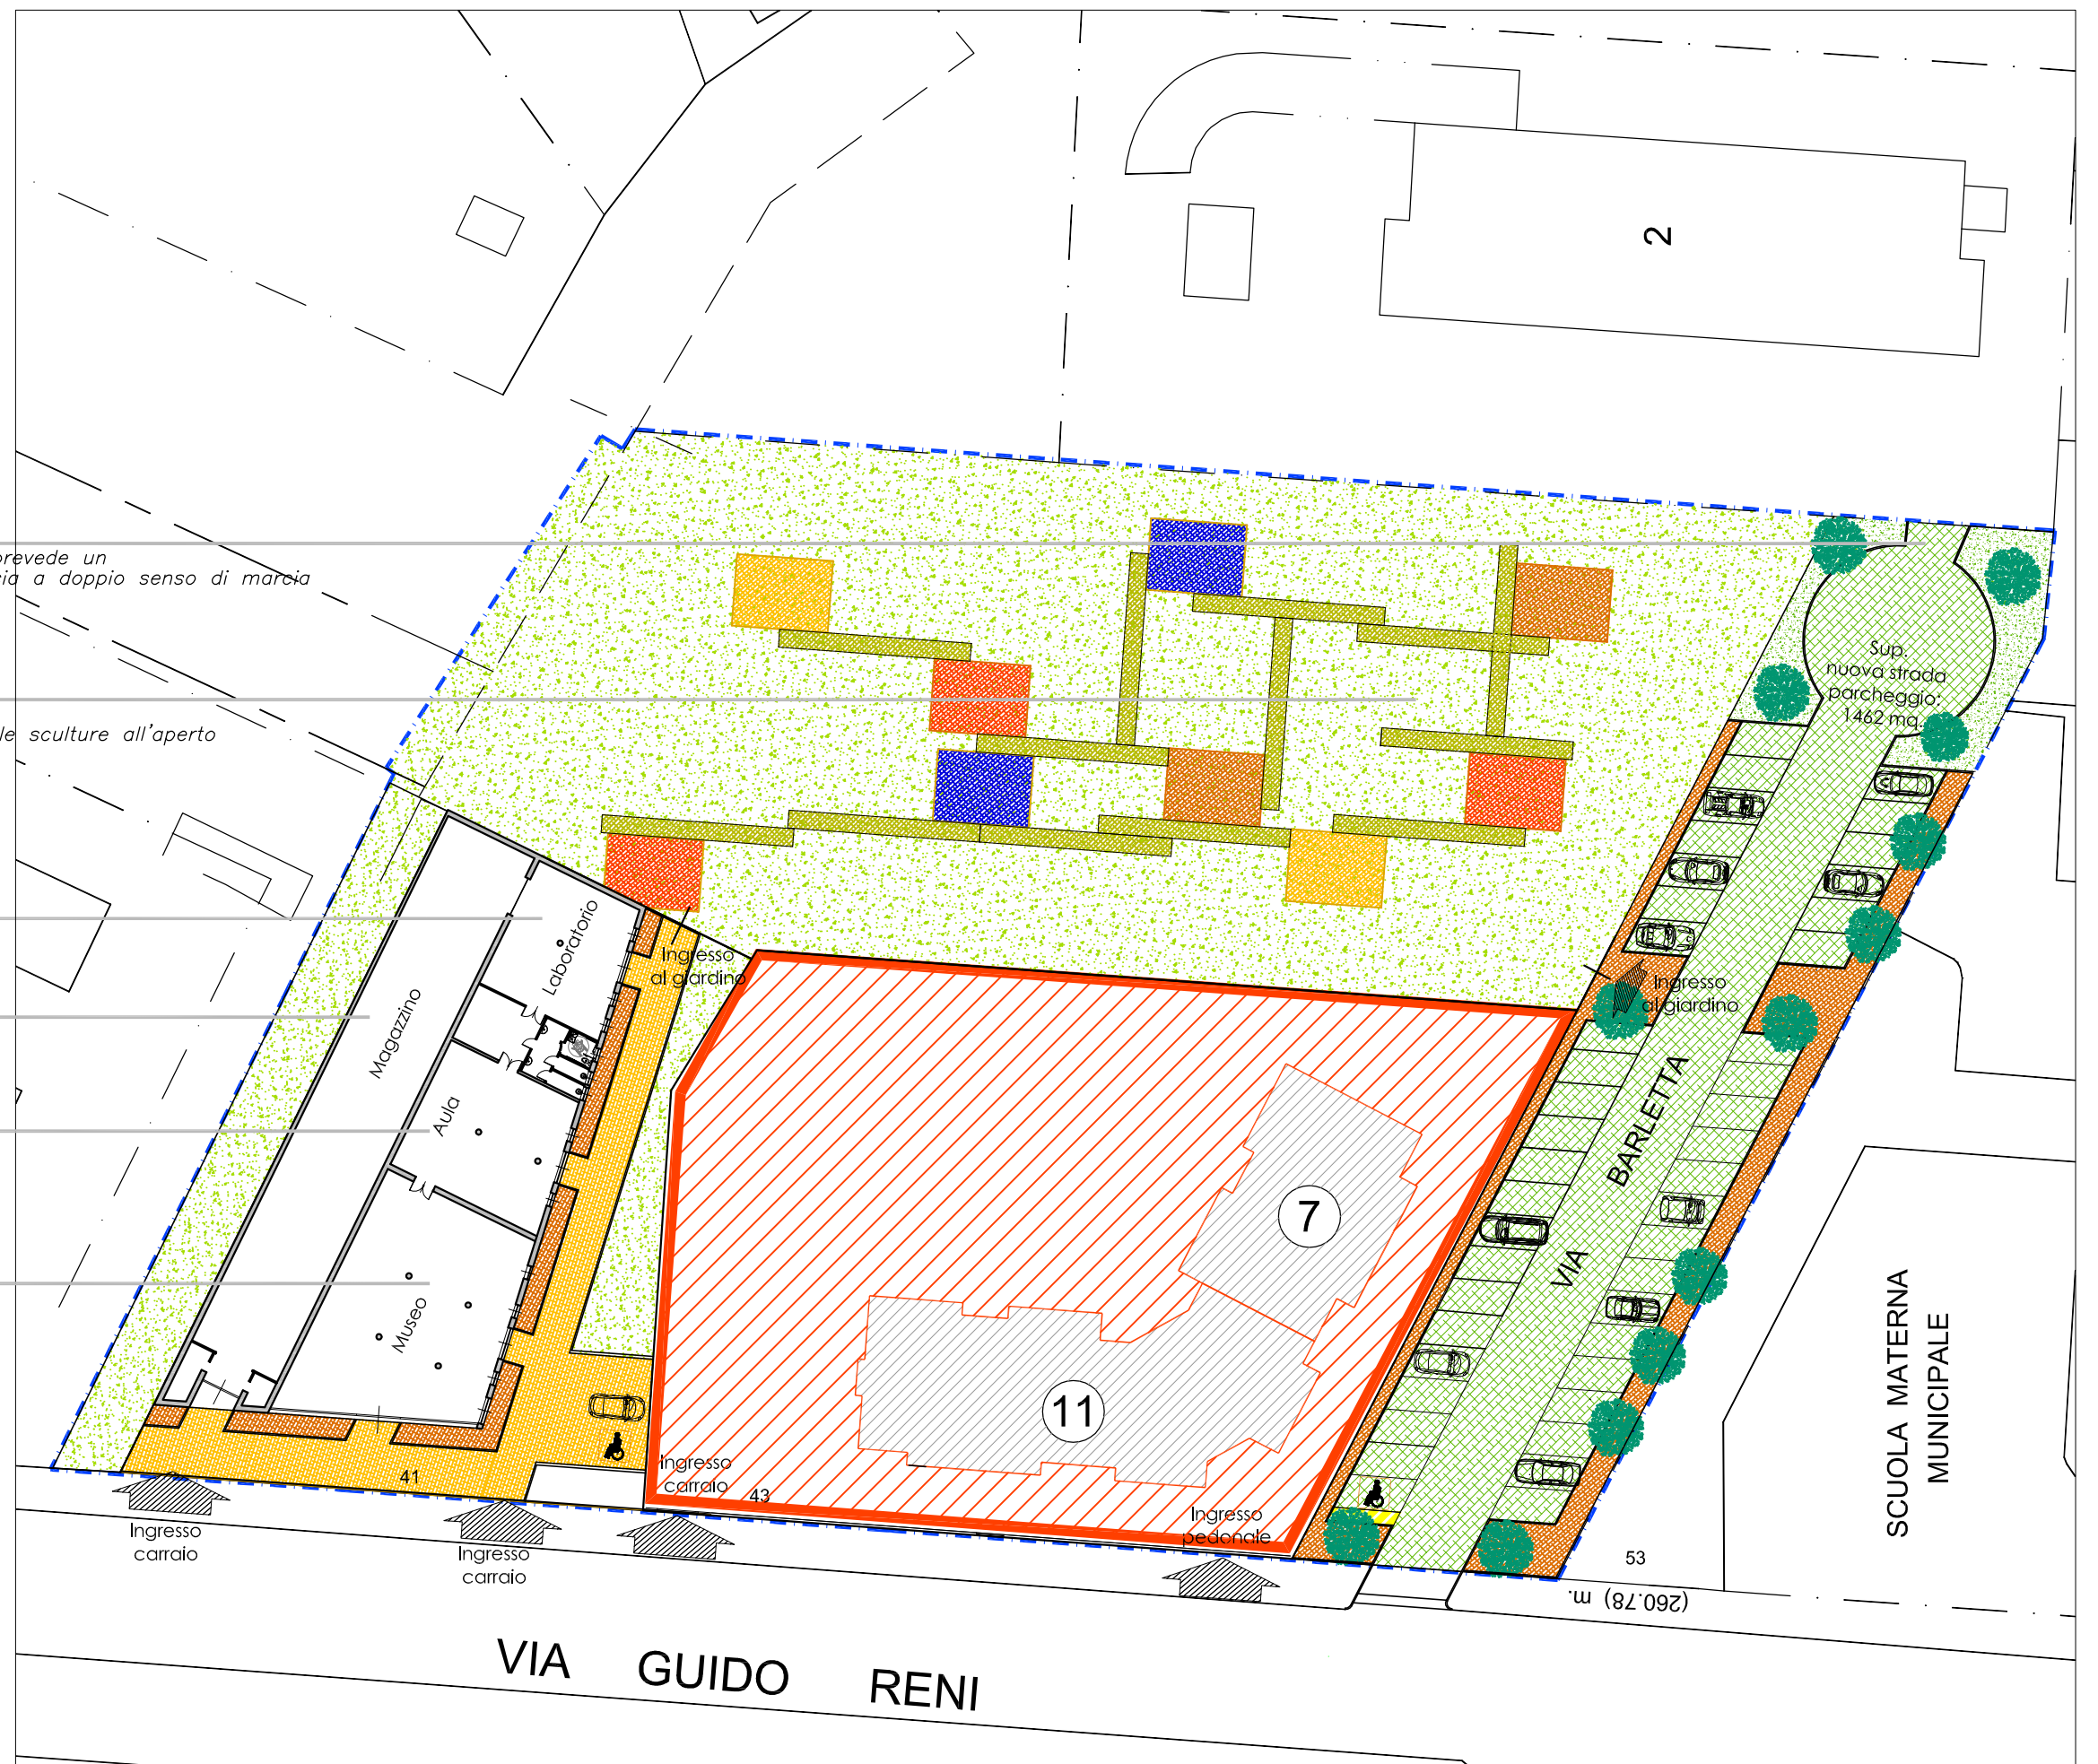 2
prevede un
a doppio senso di marcia
Sup.
nuova strada
parcheggio:
1462 mq.
le sculture all'aperto
Laboratorio
Ingresso
al giardino
Ingresso
al giardino
Magazzino
Aula
BARLETTA
VIA
7
Museo
11
SCUOLA MATERNA
MUNICIPALE
41
Ingresso
carraio
43
Ingresso
pedonale
Ingresso
carraio
Ingresso
carraio
53
(260.78) m.
VIA GUIDO RENI